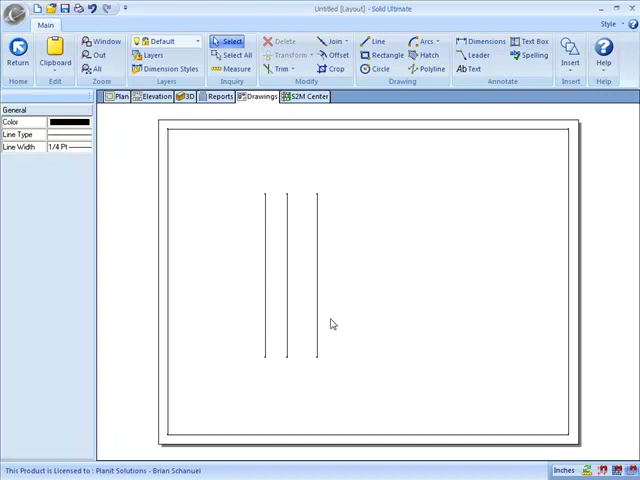 Untitled [Layout] - Solid Ultimate
Main
Style
Return
Clipboard
Edit
Window
Out
All
Zoom
Default
Layers
Dimension Styles
Layers
Select
Select All
Measure
Inquiry
Delete
Transform
Trim
Join
Offset
Crop
Modify
Line
Rectangle
Circle
Arcs
Hatch
Polyline
Drawing
Dimensions
Leader
Text
Text Box
Spelling
Annotate
Insert
Insert
Help
Help
Plan
Elevation
3D
Reports
Drawings
S2M Center
General
Color
Line Type
Line Width 1/4 Pt
This Product is Licensed to : Planit Solutions - Brian Schanuel
Inches